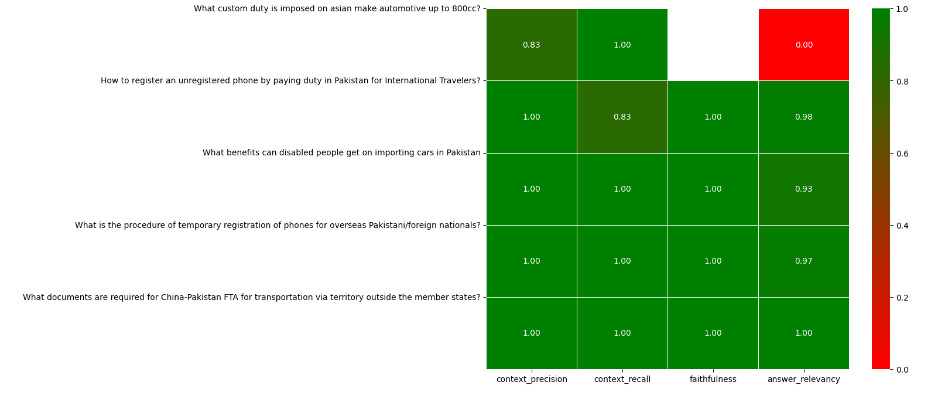 What custom duty is imposed on asian make automotive up to 800cc?
0.83 1.00 0.00
How to register an unregistered phone by paying duty in Pakistan for International Travelers?
1.00 0.83 1.00 0.98
What benefits can disabled people get on importing cars in Pakistan
1.00 1.00 1.00 0.93
What is the procedure of temporary registration of phones for overseas Pakistani/foreign nationals?
1.00 1.00 1.00 0.97
What documents are required for China-Pakistan FTA for transportation via territory outside the member states?
1.00 1.00 1.00 1.00
context_precision context_recall faithfulness answer_relevancy
1.0
0.8
0.6
0.4
0.2
0.0